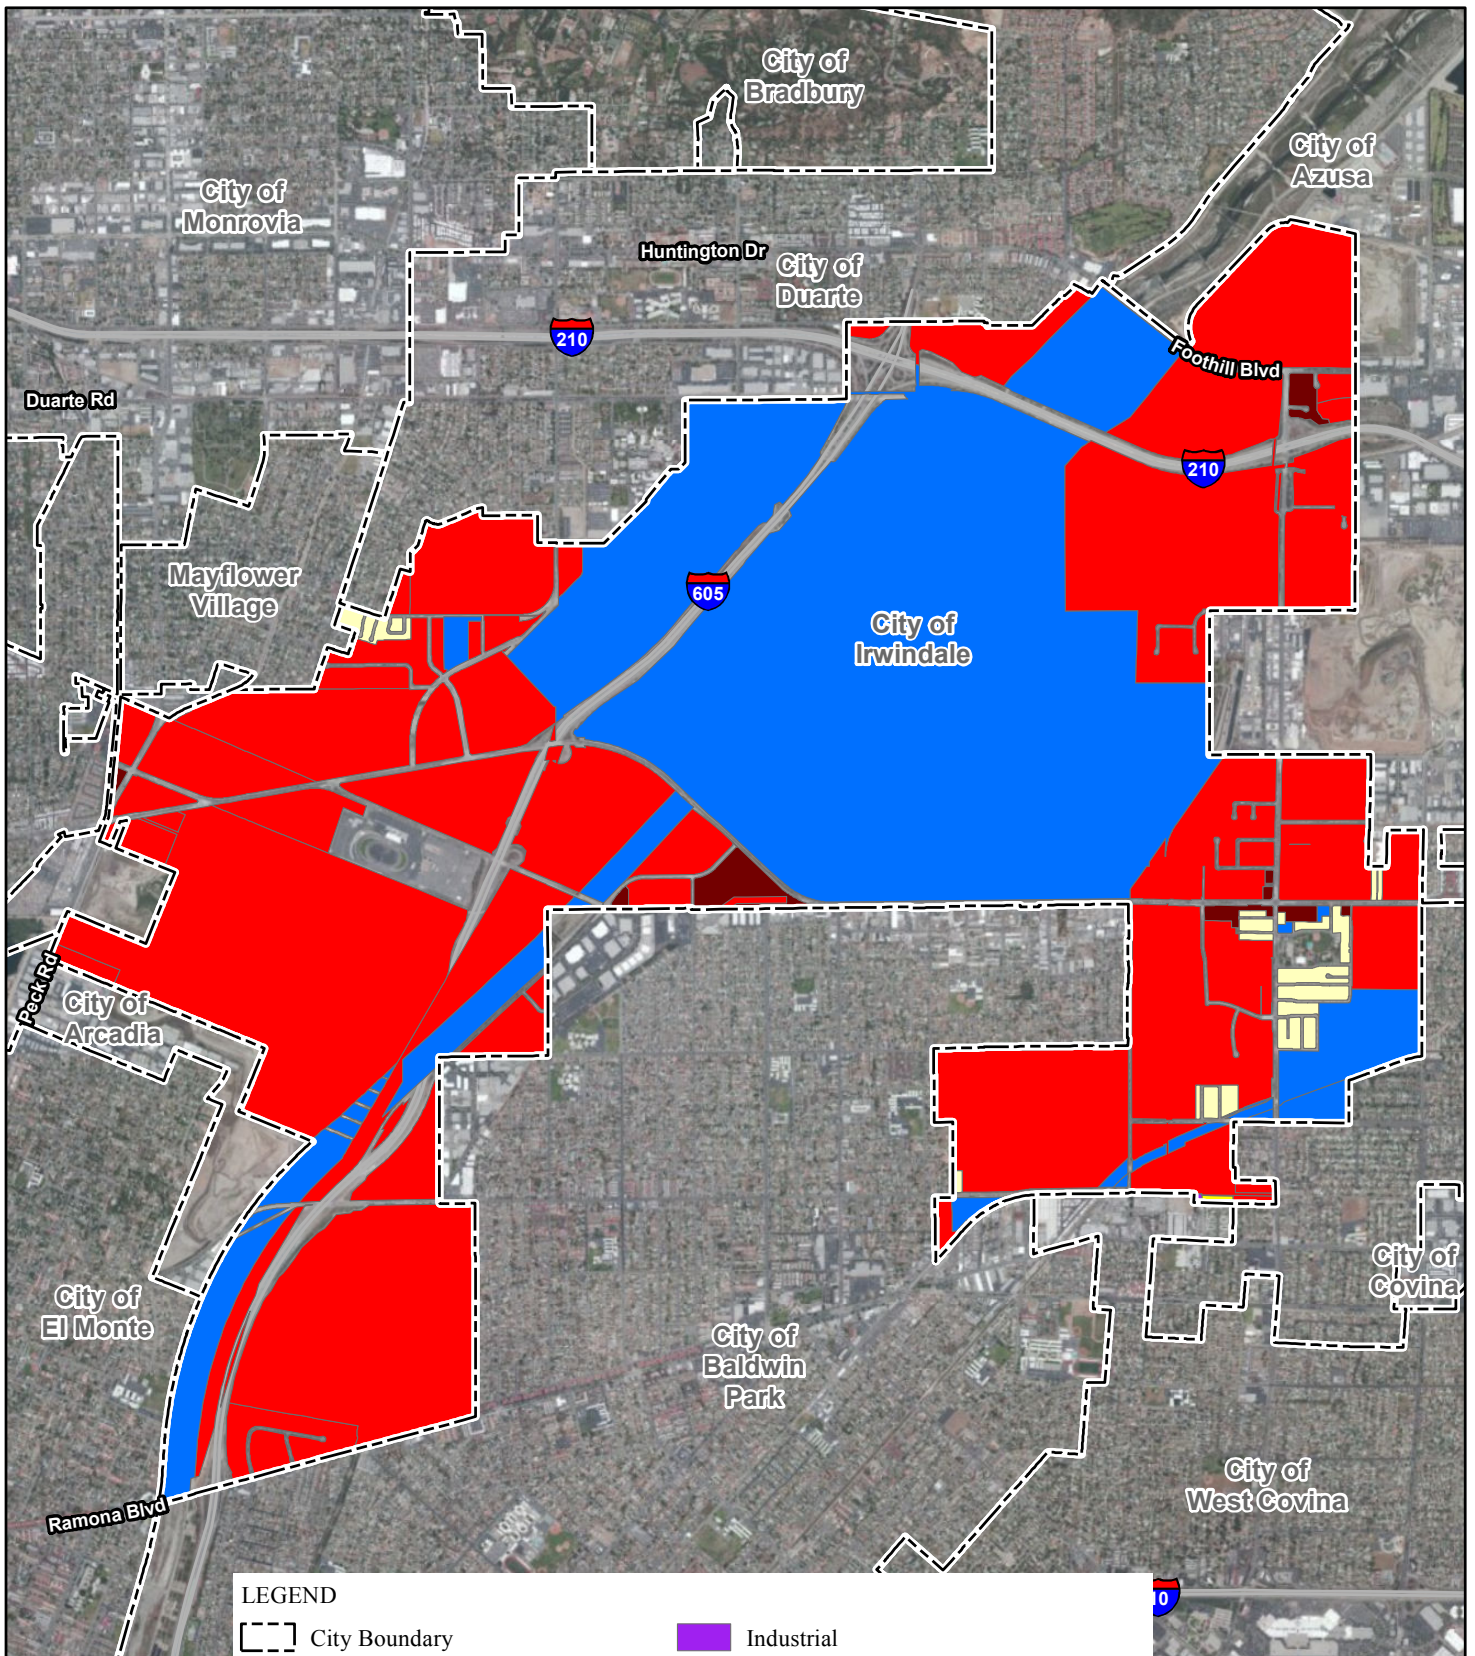 City of
Bradbury
City of
Azusa
City of
Monrovia
Huntington Dr
City of
Duarte
210
Foothill Blvd
Duarte Rd
210
Mayflower
Village
605
City of
Irwindale
Peck Rd
City of
Arcadia
City of
Covina
City of
El Monte
City of
Baldwin
Park
City of
West Covina
Ramona Blvd
LEGEND
City Boundary
Industrial
10